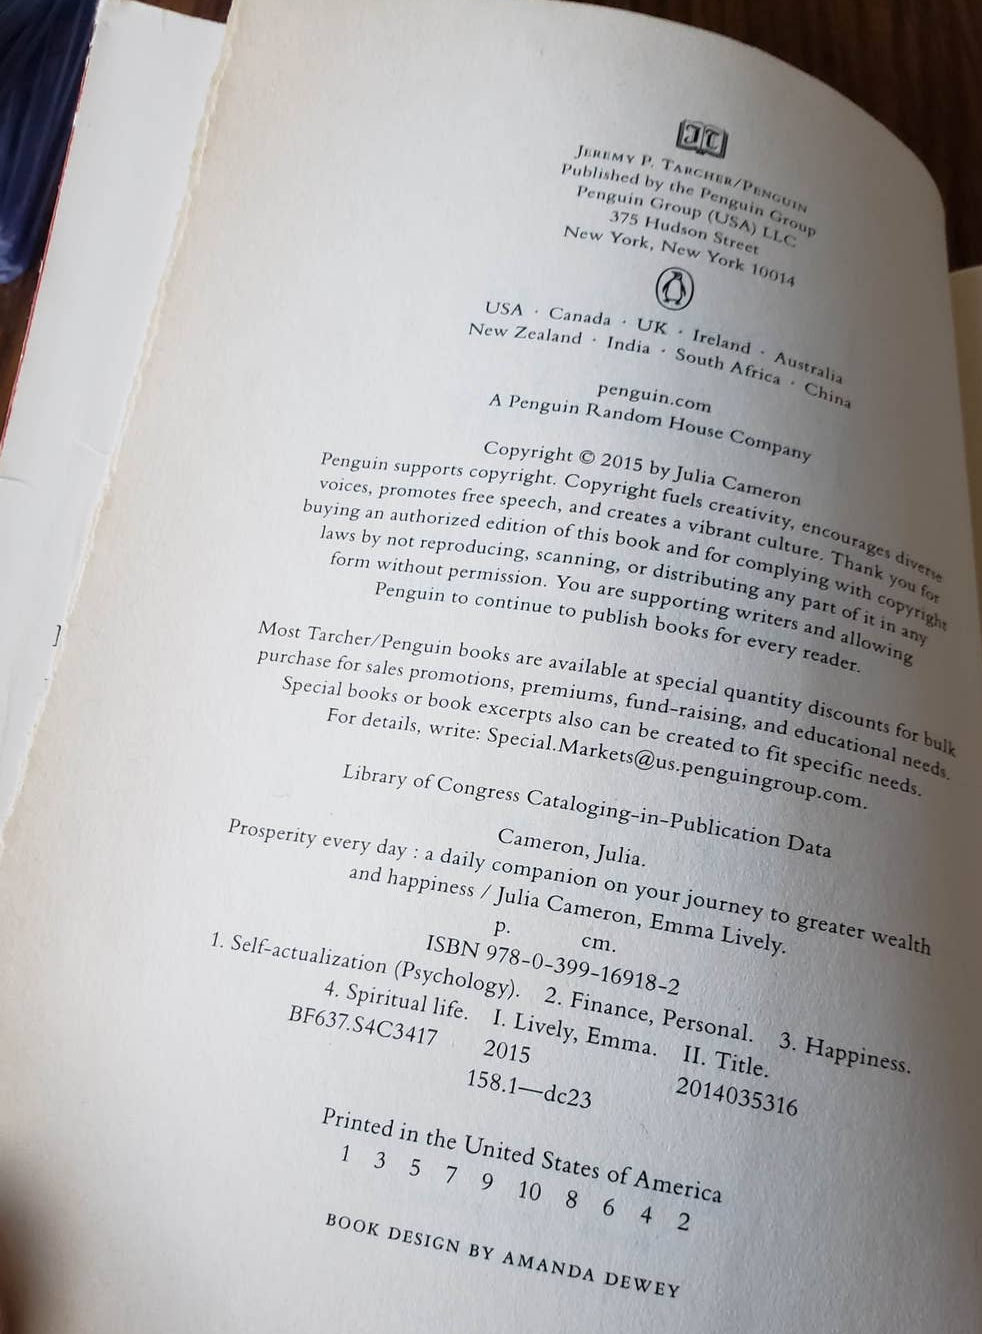 JT
JEREMY P. TARCHER/PENGUIN
Published by the Penguin Group
Penguin Group (USA) LLC
375 Hudson Street
New York, New York 10014
USA · Canada · UK · Ireland · Australia
New Zealand · India · South Africa · China
penguin.com
A Penguin Random House Company
Copyright © 2015 by Julia Cameron
Penguin supports copyright. Copyright fuels creativity, encourages diverse
voices, promotes free speech, and creates a vibrant culture. Thank you for
buying an authorized edition of this book and for complying with copyright
laws by not reproducing, scanning, or distributing any part of it in any
form without permission. You are supporting writers and allowing
Penguin to continue to publish books for every reader.
Most Tarcher/Penguin books are available at special quantity discounts for bulk
purchase for sales promotions, premiums, fund-raising, and educational needs.
Special books or book excerpts also can be created to fit specific needs.
For details, write: Special.Markets@us.penguingroup.com.
Library of Congress Cataloging-in-Publication Data
Cameron, Julia.
Prosperity every day : a daily companion on your journey to greater wealth
and happiness / Julia Cameron, Emma Lively.
p. cm.
ISBN 978-0-399-16918-2
1. Self-actualization (Psychology). 2. Finance, Personal. 3. Happiness.
4. Spiritual life. I. Lively, Emma. II. Title.
BF637.S4C3417 2015 2014035316
158.1—dc23
Printed in the United States of America
1 3 5 7 9 10 8 6 4 2
BOOK DESIGN BY AMANDA DEWEY